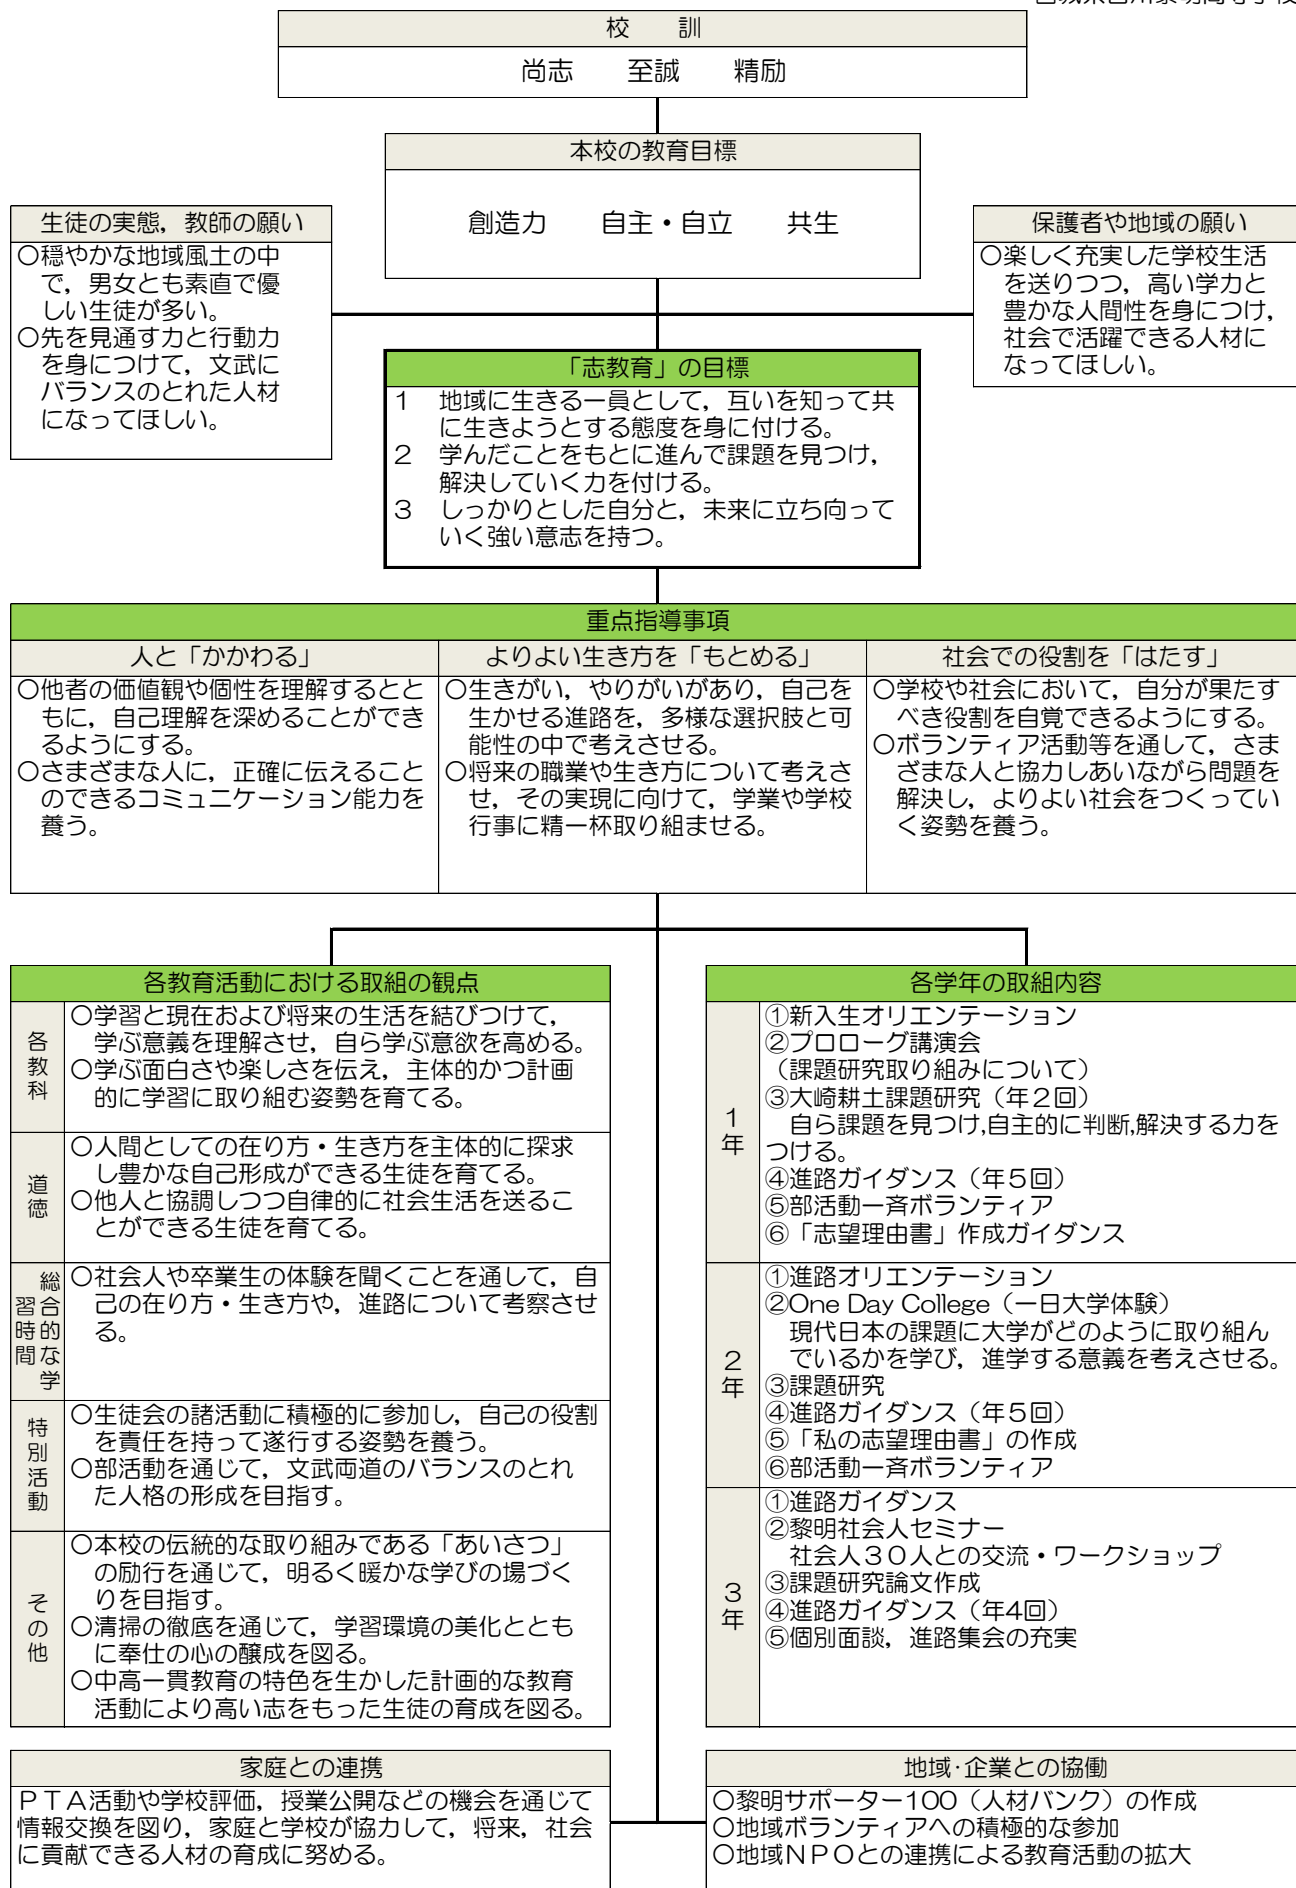 校　訓
尚志　至誠　精励
本校の教育目標
創造力　自主・自立　共生
生徒の実態，教師の願い
〇穏やかな地域風土の中
で，男女とも素直で優
しい生徒が多い。
〇先を見通す力と行動力
を身につけて，文武に
バランスのとれた人材
になってほしい。
保護者や地域の願い
〇楽しく充実した学校生活
を送りつつ，高い学力と
豊かな人間性を身につけ，
社会で活躍できる人材に
なってほしい。
「志教育」の目標
1　地域に生きる一員として，互いを知って共
に生きようとする態度を身に付ける。
2　学んだことをもとに進んで課題を見つけ，
解決していく力を付ける。
3　しっかりとした自分と，未来に立ち向って
いく強い意志を持つ。
重点指導事項
人と「かかわる」
〇他者の価値観や個性を理解するとと
もに，自己理解を深めることができ
るようにする。
〇さまざまな人に，正確に伝えること
のできるコミュニケーション能力を
養う。
よりよい生き方を「もとめる」
〇生きがい，やりがいがあり，自己を
生かせる進路を，多様な選択肢と可
能性の中で考えさせる。
〇将来の職業や生き方について考えさ
せ，その実現に向けて，学業や学校
行事に精一杯取り組ませる。
社会での役割を「はたす」
〇学校や社会において，自分が果たす
べき役割を自覚できるようにする。
〇ボランティア活動等を通して，さま
ざまな人と協力しあいながら問題を
解決し，よりよい社会をつくってい
く姿勢を養う。
各教育活動における取組の観点
各教科
〇学習と現在および将来の生活を結びつけて，
学ぶ意義を理解させ，自ら学ぶ意欲を高める。
〇学ぶ面白さや楽しさを伝え，主体的かつ計画
的に学習に取り組む姿勢を育てる。
道徳
〇人間としての在り方・生き方を主体的に探求
し豊かな自己形成ができる生徒を育てる。
〇他人と協調しつつ自律的に社会生活を送るこ
とができる生徒を育てる。
総合的な学
習時間
〇社会人や卒業生の体験を聞くことを通して，自
己の在り方・生き方や，進路について考察させ
る。
特別活動
〇生徒会の諸活動に積極的に参加し，自己の役割
を責任を持って遂行する姿勢を養う。
〇部活動を通じて，文武両道のバランスのとれ
た人格の形成を目指す。
その他
〇本校の伝統的な取り組みである「あいさつ」
の励行を通じて，明るく暖かな学びの場づく
りを目指す。
〇清掃の徹底を通じて，学習環境の美化ととも
に奉仕の心の醸成を図る。
〇中高一貫教育の特色を生かした計画的な教育
活動により高い志をもった生徒の育成を図る。
各学年の取組内容
1年
①新入生オリエンテーション
②プロローグ講演会
（課題研究取り組みについて）
③大崎耕土課題研究（年２回）
自ら課題を見つけ,自主的に判断,解決する力を
つける。
④進路ガイダンス（年５回）
⑤部活動一斉ボランティア
⑥「志望理由書」作成ガイダンス
2年
①進路オリエンテーション
②One Day College（一日大学体験）
現代日本の課題に大学がどのように取り組ん
でいるかを学び，進学する意義を考えさせる。
③課題研究
④進路ガイダンス（年５回）
⑤「私の志望理由書」の作成
⑥部活動一斉ボランティア
3年
①進路ガイダンス
②黎明社会人セミナー
社会人３０人との交流・ワークショップ
③課題研究論文作成
④進路ガイダンス（年4回）
⑤個別面談，進路集会の充実
家庭との連携
ＰＴＡ活動や学校評価，授業公開などの機会を通じて
情報交換を図り，家庭と学校が協力して，将来，社会
に貢献できる人材の育成に努める。
地域･企業との協働
〇黎明サポーター100（人材バンク）の作成
〇地域ボランティアへの積極的な参加
〇地域ＮＰＯとの連携による教育活動の拡大